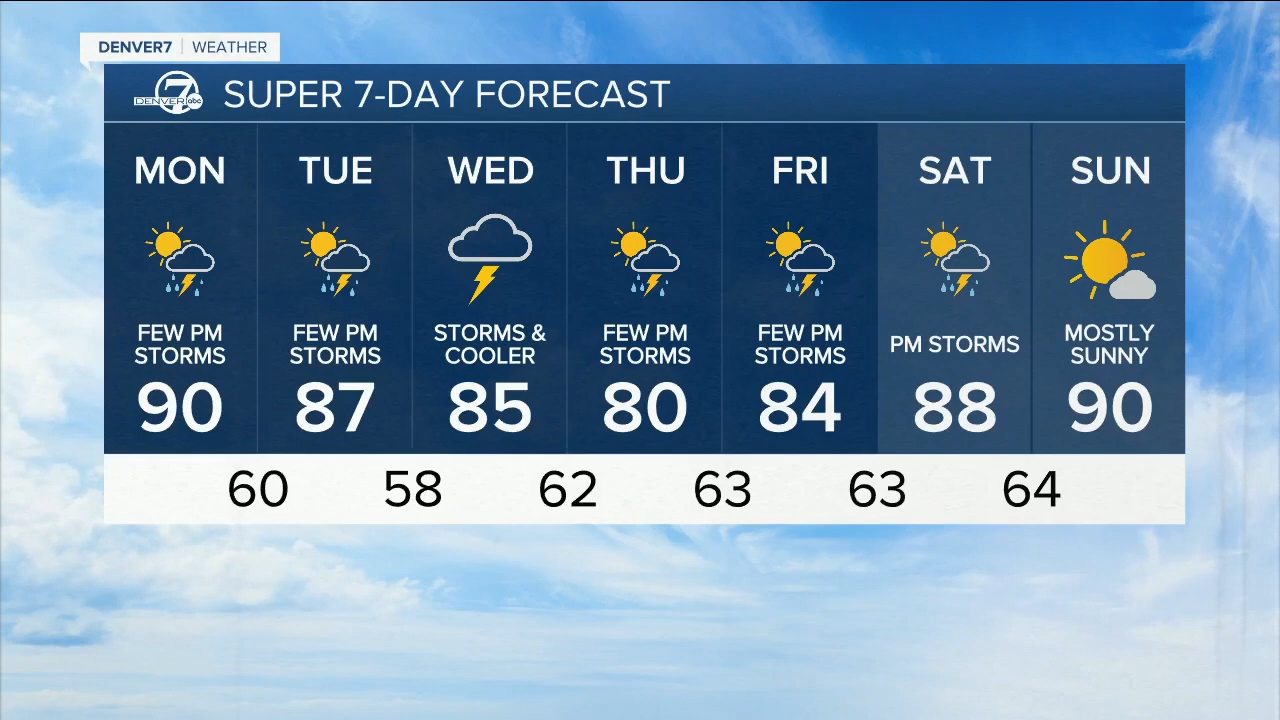 DENVER7 | WEATHER
DENVER 7 abc
SUPER 7-DAY FORECAST
MON TUE WED THU FRI SAT SUN
FEW PM STORMS
FEW PM STORMS
STORMS & COOLER
FEW PM STORMS
FEW PM STORMS
PM STORMS
MOSTLY SUNNY
90 87 85 80 84 88 90
60 58 62 63 63 64